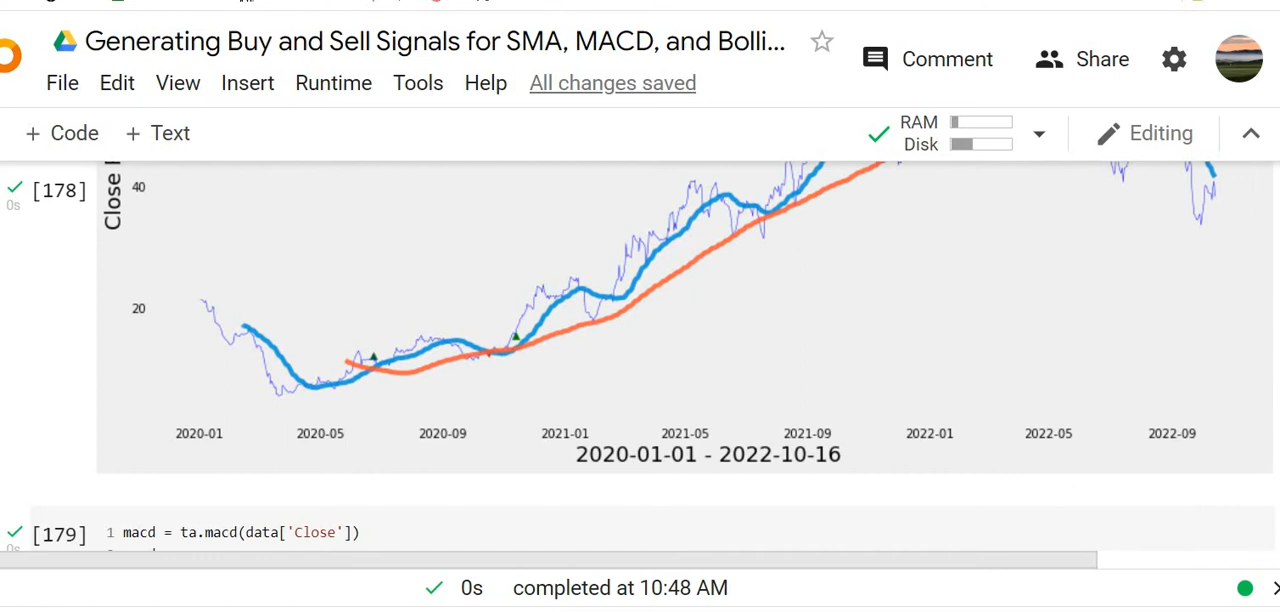 Generating Buy and Sell Signals for SMA, MACD, and Bolli...
Comment
Share
File Edit View Insert Runtime Tools Help All changes saved
+ Code + Text
RAM
Disk
Editing
[178]
0s
Close
40
20
2020-01 2020-05 2020-09 2021-01 2021-05 2021-09 2022-01 2022-05 2022-09
2020-01-01 - 2022-10-16
[179]
0s
1 macd = ta.macd(data['Close'])
0s completed at 10:48 AM